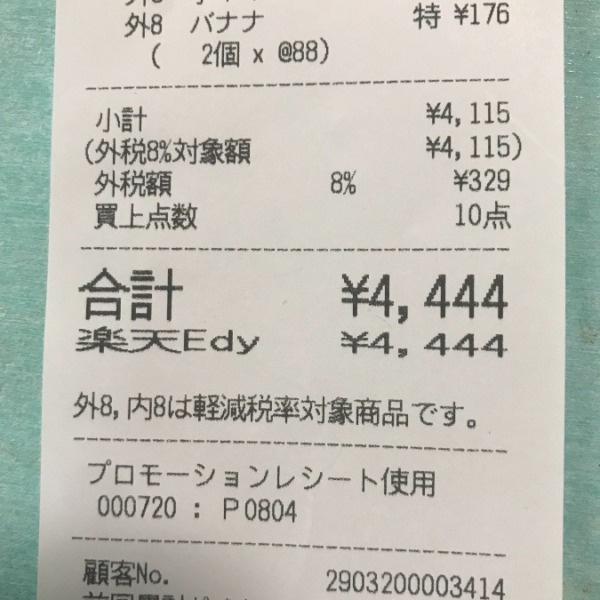 外8 バナナ 特 ¥176
( 2個 x @88)
小計 ¥4,115
(外税8%対象額 ¥4,115)
外税額 8% ¥329
買上点数 10点
合計 ¥4,444
楽天Edy ¥4,444
外8,内8は軽減税率対象商品です。
プロモーションレシート使用
000720 : P0804
顧客No. 2903200003414